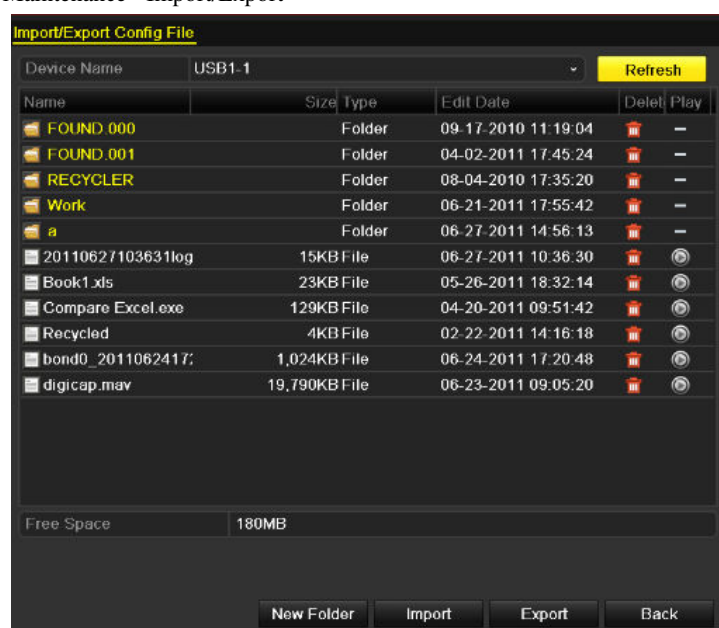 Import/Export Config File
Device Name USB1-1 Refresh
Name Size Type Edit Date Delet Play
FOUND.000 Folder 09-17-2010 11:19:04 –
FOUND.001 Folder 04-02-2011 17:45:24 –
RECYCLER Folder 08-04-2010 17:35:20 –
Work Folder 06-21-2011 17:55:42 –
a Folder 06-27-2011 14:56:13 –
20110627103631log 15KB File 06-27-2011 10:36:30
Book1.xls 23KB File 05-26-2011 18:32:14
Compare Excel.exe 129KB File 04-20-2011 09:51:42
Recycled 4KB File 02-22-2011 14:16:18
bond0_2011062417 1,024KB File 06-24-2011 17:20:48
digicap.mav 19,790KB File 06-23-2011 09:05:20
Free Space 180MB
New Folder Import Export Back